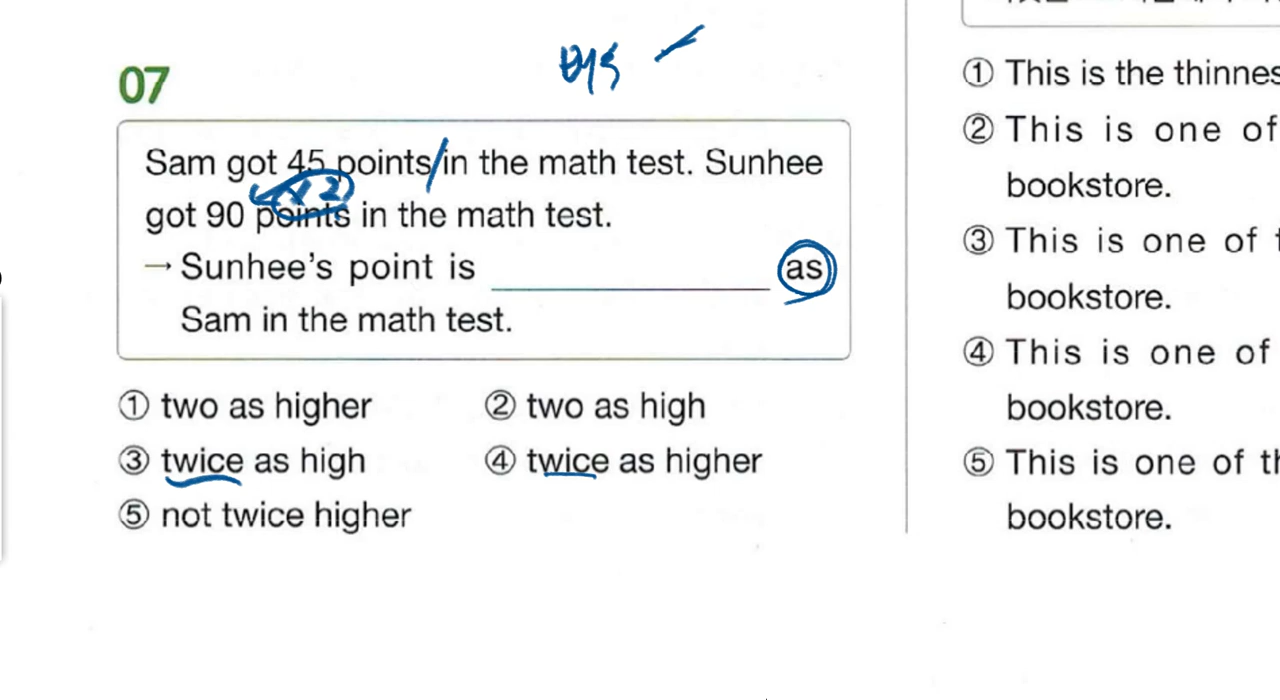 배수
07
Sam got 45 points/in the math test. Sunhee
(×2)
got 90 points in the math test.
→ Sunhee's point is ____________ as
Sam in the math test.
① two as higher
② two as high
③ twice as high
④ twice as higher
⑤ not twice higher
① This is the thinnes
② This is one of
bookstore.
③ This is one of t
bookstore.
④ This is one of
bookstore.
⑤ This is one of th
bookstore.